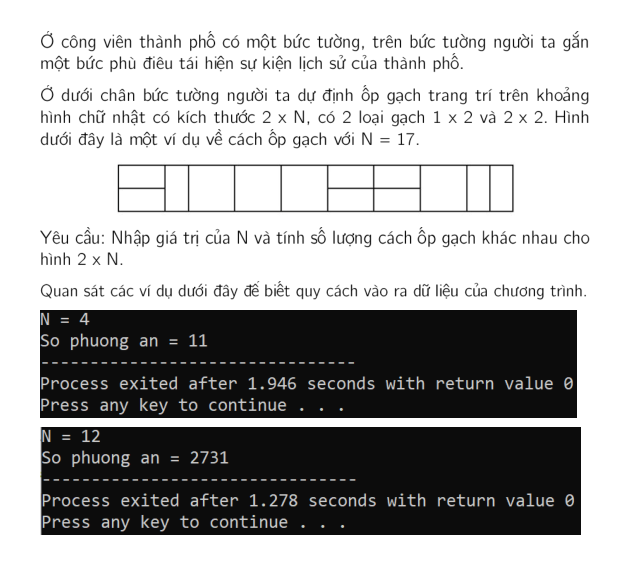 Ở công viên thành phố có một bức tường, trên bức tường người ta gắn
một bức phù điêu tái hiện sự kiện lịch sử của thành phố.
Ở dưới chân bức tường người ta dự định ốp gạch trang trí trên khoảng
hình chữ nhật có kích thước 2 x N, có 2 loại gạch 1 x 2 và 2 x 2. Hình
dưới đây là một ví dụ về cách ốp gạch với N = 17.
Yêu cầu: Nhập giá trị của N và tính số lượng cách ốp gạch khác nhau cho
hình 2 x N.
Quan sát các ví dụ dưới đây để biết quy cách vào ra dữ liệu của chương trình.
N = 4
So phuong an = 11
--------------------------------
Process exited after 1.946 seconds with return value 0
Press any key to continue . . .
N = 12
So phuong an = 2731
--------------------------------
Process exited after 1.278 seconds with return value 0
Press any key to continue . . .